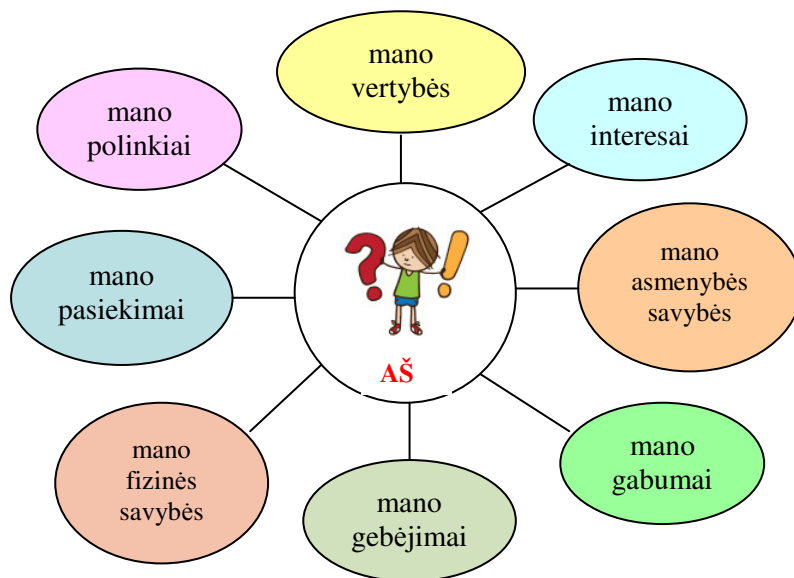 mano
vertybės
mano
polinkiai
mano
interesai
mano
pasiekimai
mano
asmenybės
savybės
AŠ
mano
fizinės
savybės
mano
gebėjimai
mano
gabumai